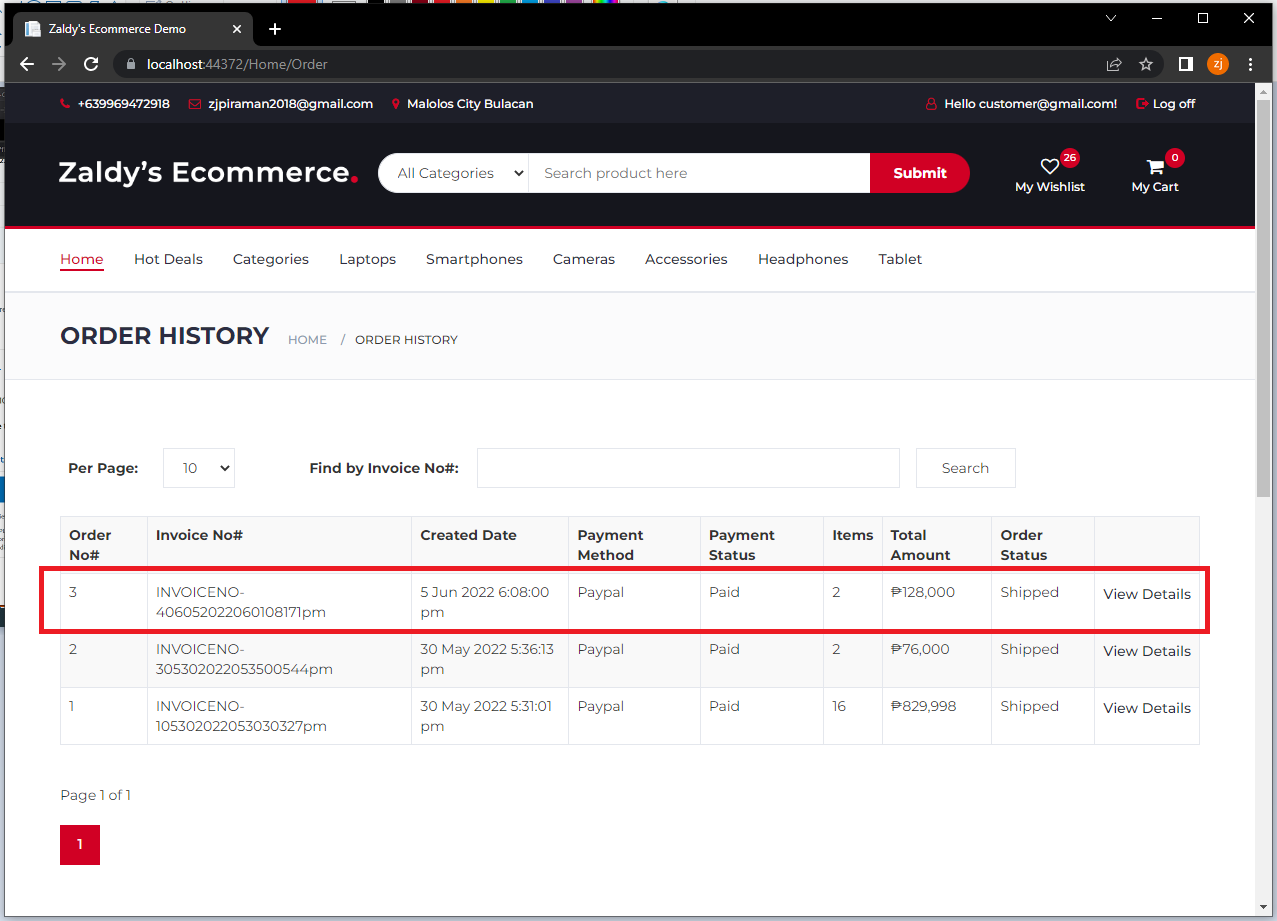 Zaldy's Ecommerce Demo
localhost:44372/Home/Order
zj
+639969472918 zjpiraman2018@gmail.com Malolos City Bulacan Hello customer@gmail.com! Log off
Zaldy's Ecommerce. All Categories Search product here Submit
26
My Wishlist
0
My Cart
Home Hot Deals Categories Laptops Smartphones Cameras Accessories Headphones Tablet
ORDER HISTORY HOME / ORDER HISTORY
Per Page: 10 Find by Invoice No#: Search
Order No# Invoice No# Created Date Payment Method Payment Status Items Total Amount Order Status
3 INVOICENO-406052022060108171pm 5 Jun 2022 6:08:00 pm Paypal Paid 2 ₱128,000 Shipped View Details
2 INVOICENO-305302022053500544pm 30 May 2022 5:36:13 pm Paypal Paid 2 ₱76,000 Shipped View Details
1 INVOICENO-105302022053030327pm 30 May 2022 5:31:01 pm Paypal Paid 16 ₱829,998 Shipped View Details
Page 1 of 1
1